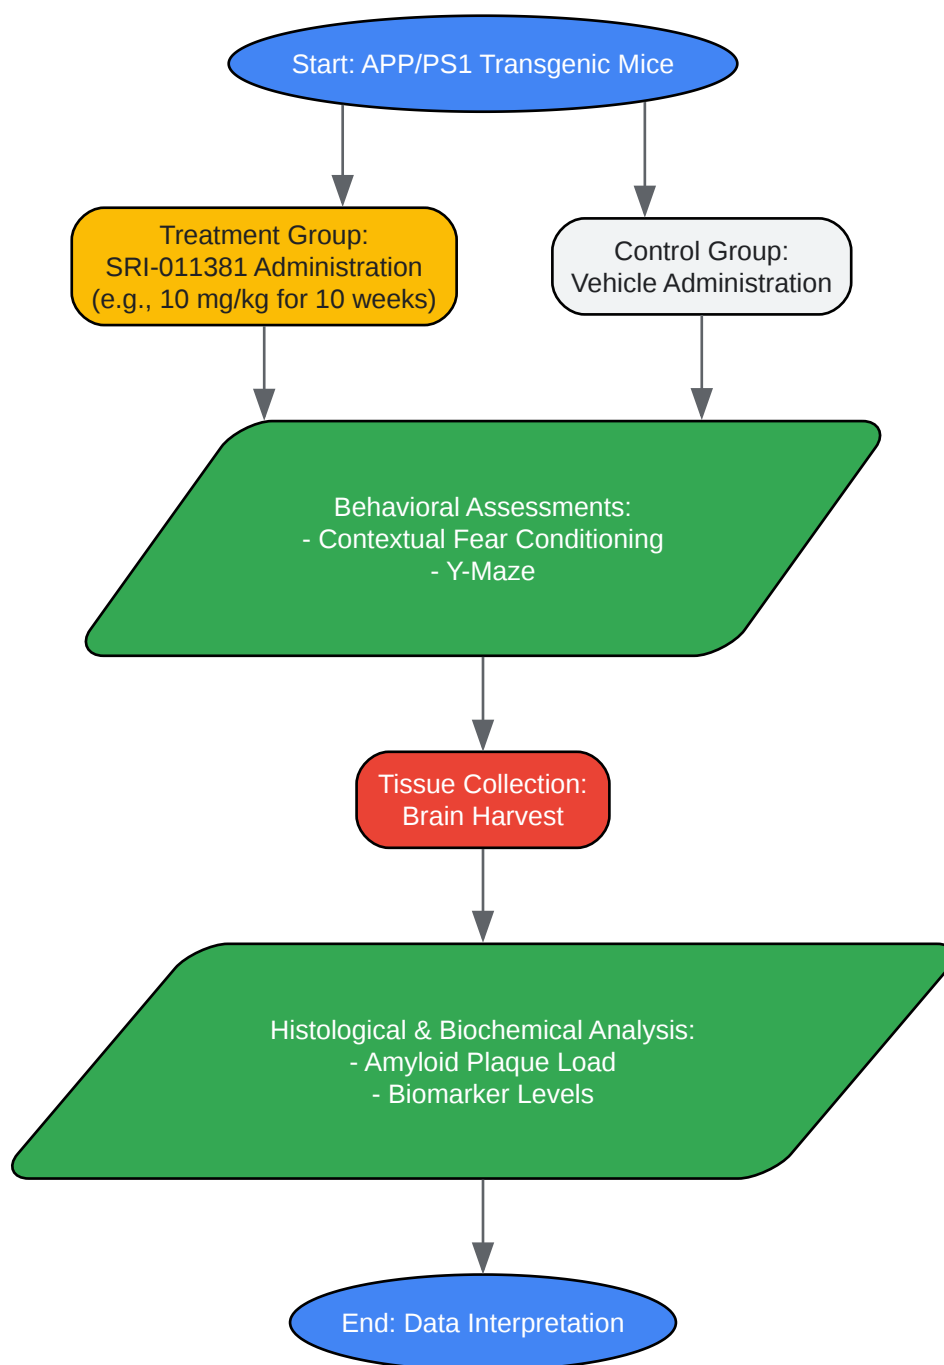 Start: APP/PS1 Transgenic Mice
Treatment Group:
SRI-011381 Administration
(e.g., 10 mg/kg for 10 weeks)
Control Group:
Vehicle Administration
Behavioral Assessments:
- Contextual Fear Conditioning
- Y-Maze
Tissue Collection:
Brain Harvest
Histological & Biochemical Analysis:
- Amyloid Plaque Load
- Biomarker Levels
End: Data Interpretation